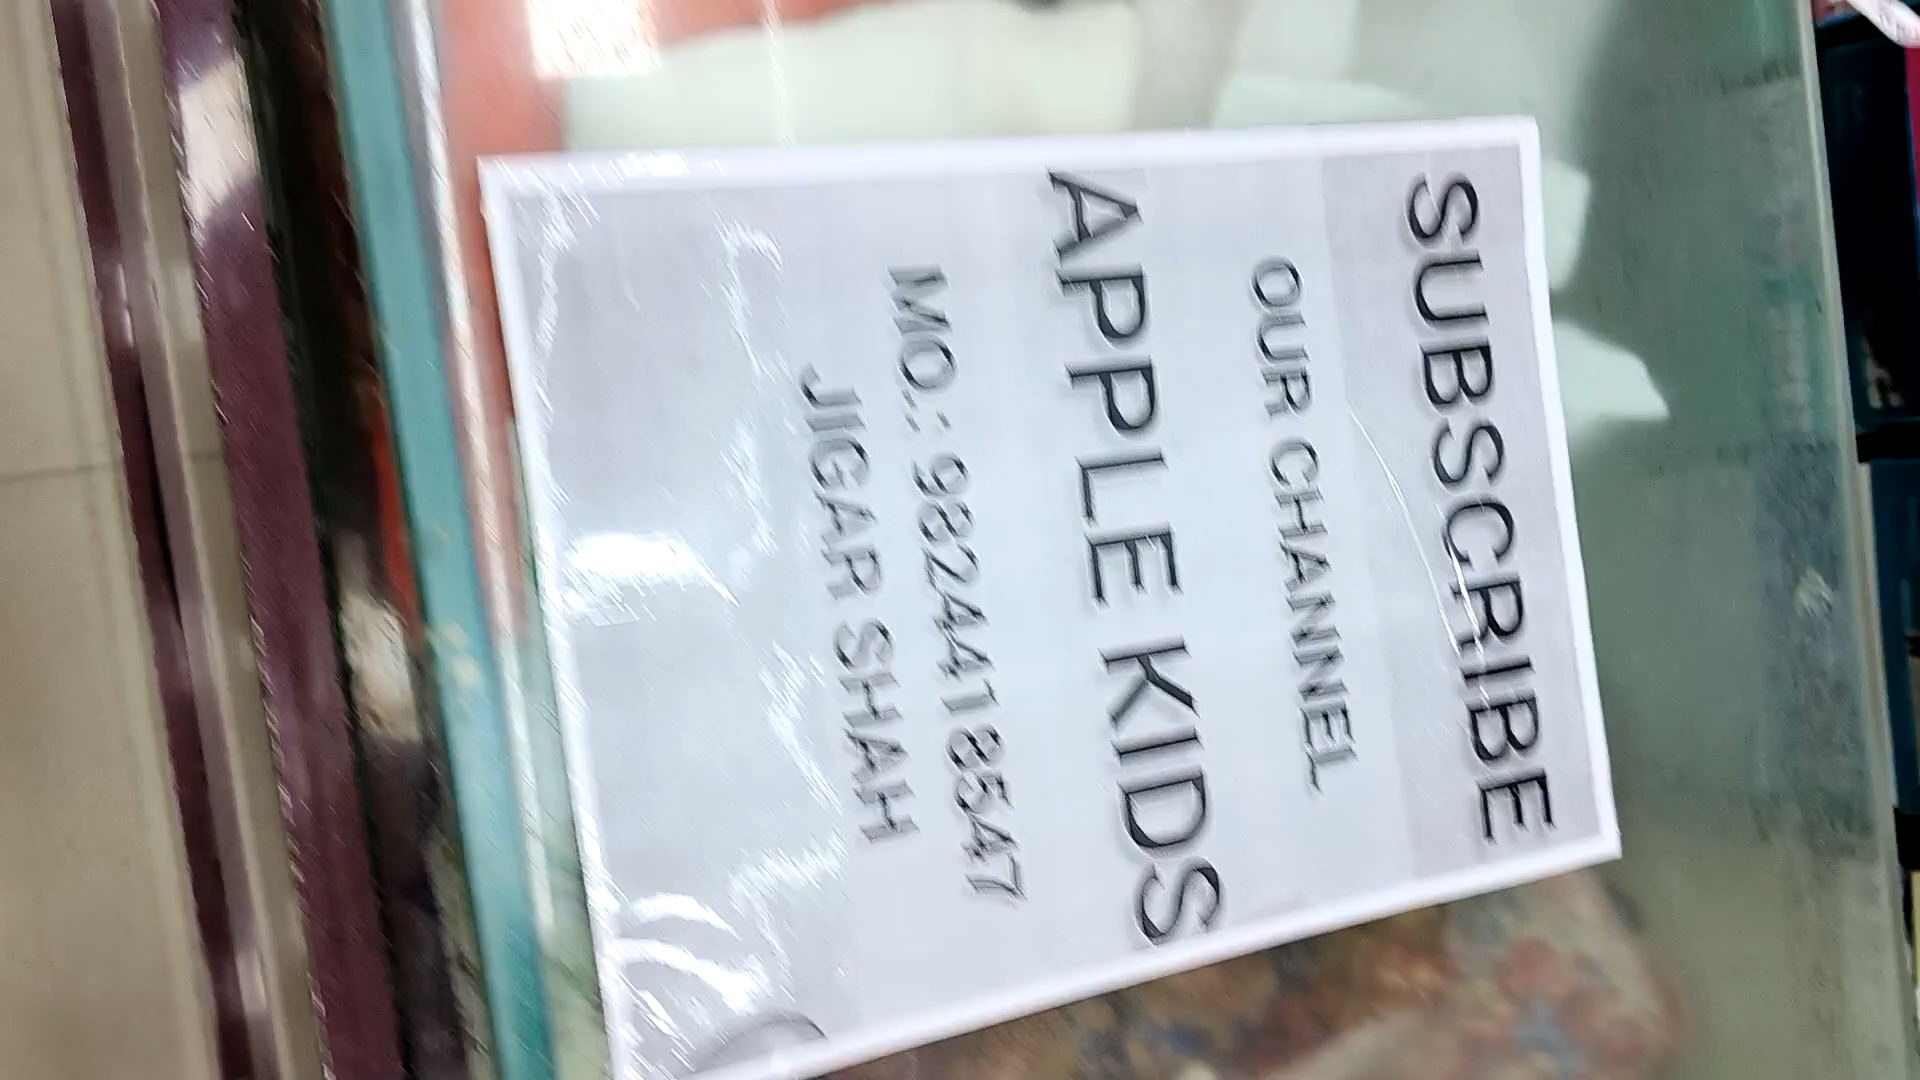 SUBSCRIBE
OUR CHANNEL
APPLE KIDS
MO.: 9824418547
JIGAR SHAH